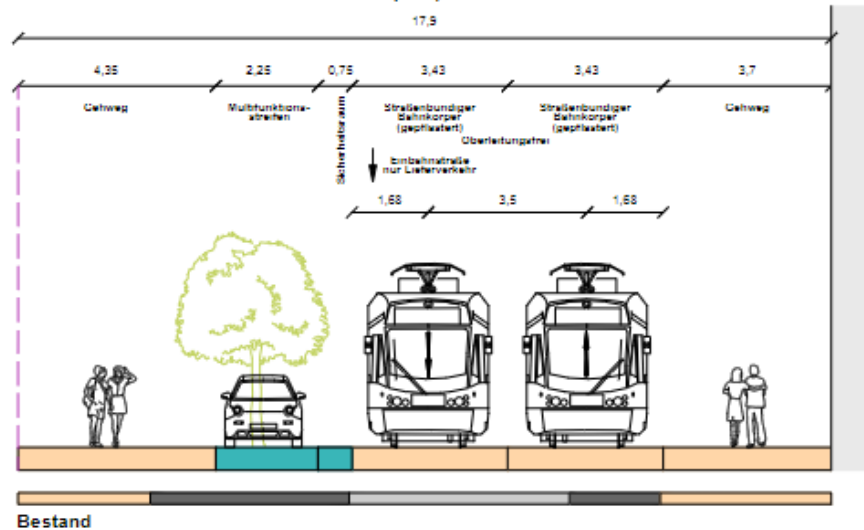 17,9
4,35 2,25 0,75 3,43 3,43 3,7
Gehweg
Multifunktions-
streifen
Sicherheitsraum
Straßenbündiger
Bahnkörper
(gepflastert)
Straßenbündiger
Bahnkörper
(gepflastert)
Gehweg
Oberleitungsfrei
Einbahnstraße
nur Lieferverkehr
1,68 3,5 1,68
Bestand